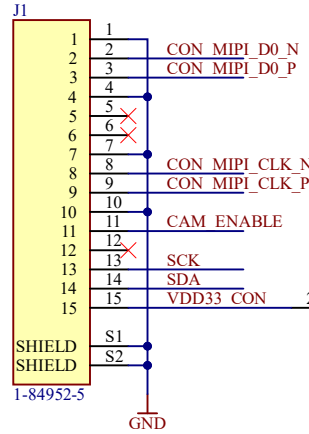 J1
1 1
2 2 CON_MIPI_D0_N
3 3 CON_MIPI_D0_P
4 4
5 5
6 6
7 7
8 8 CON_MIPI_CLK_N
9 9 CON_MIPI_CLK_P
10 10
11 11 CAM_ENABLE
12 12
13 13 SCK
14 14 SDA
15 15 VDD33_CON
SHIELD S1
SHIELD S2
1-84952-5
GND